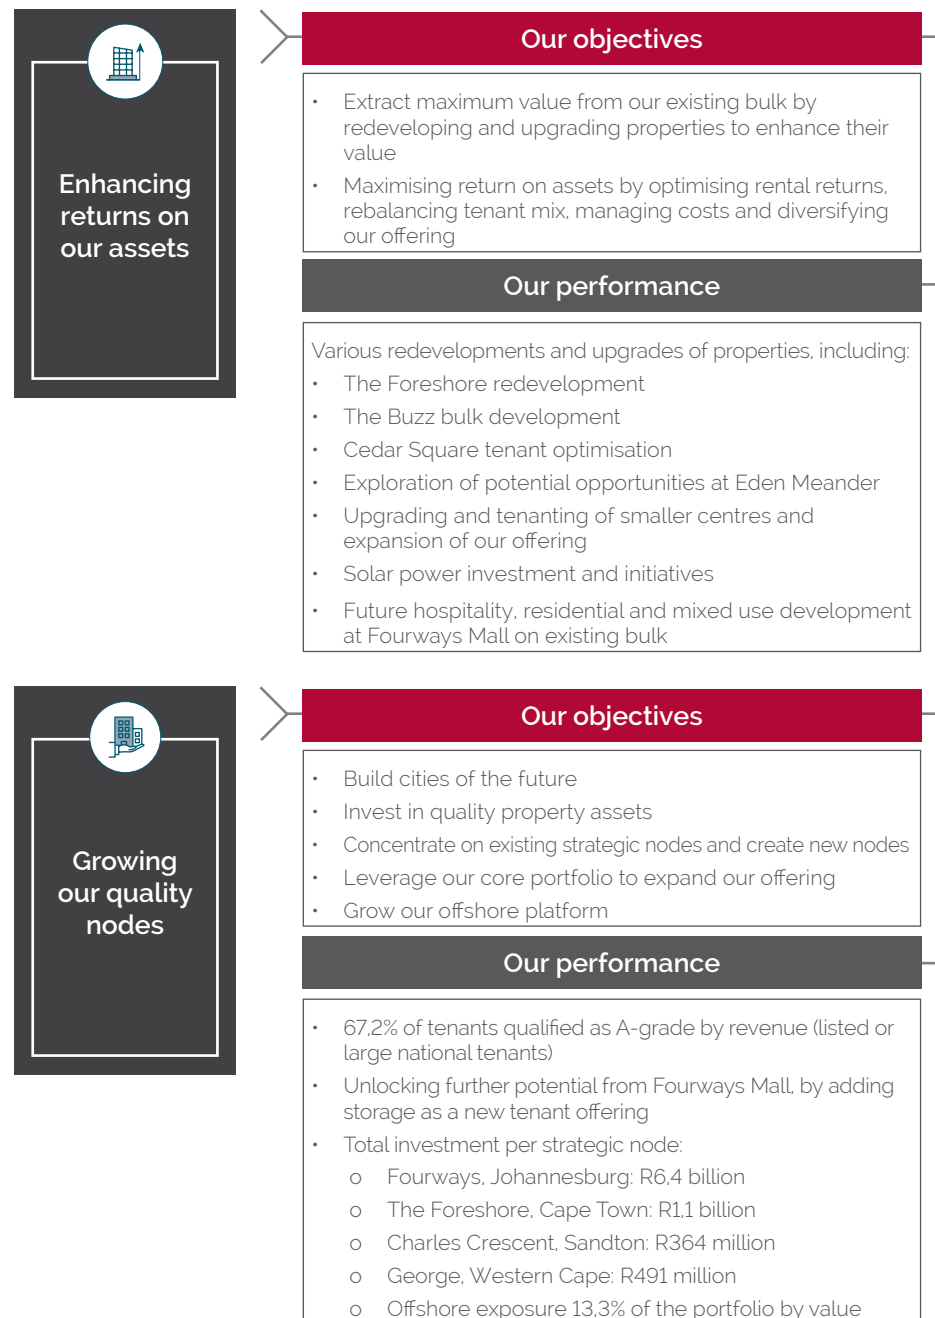 Enhancing
returns on
our assets
Our objectives
• Extract maximum value from our existing bulk by
redeveloping and upgrading properties to enhance their
value
• Maximising return on assets by optimising rental returns,
rebalancing tenant mix, managing costs and diversifying
our offering
Our performance
Various redevelopments and upgrades of properties, including:
• The Foreshore redevelopment
• The Buzz bulk development
• Cedar Square tenant optimisation
• Exploration of potential opportunities at Eden Meander
• Upgrading and tenanting of smaller centres and
expansion of our offering
• Solar power investment and initiatives
• Future hospitality, residential and mixed use development
at Fourways Mall on existing bulk
Growing
our quality
nodes
Our objectives
• Build cities of the future
• Invest in quality property assets
• Concentrate on existing strategic nodes and create new nodes
• Leverage our core portfolio to expand our offering
• Grow our offshore platform
Our performance
• 67,2% of tenants qualified as A-grade by revenue (listed or
large national tenants)
• Unlocking further potential from Fourways Mall, by adding
storage as a new tenant offering
• Total investment per strategic node:
o Fourways, Johannesburg: R6,4 billion
o The Foreshore, Cape Town: R1,1 billion
o Charles Crescent, Sandton: R364 million
o George, Western Cape: R491 million
o Offshore exposure 13,3% of the portfolio by value